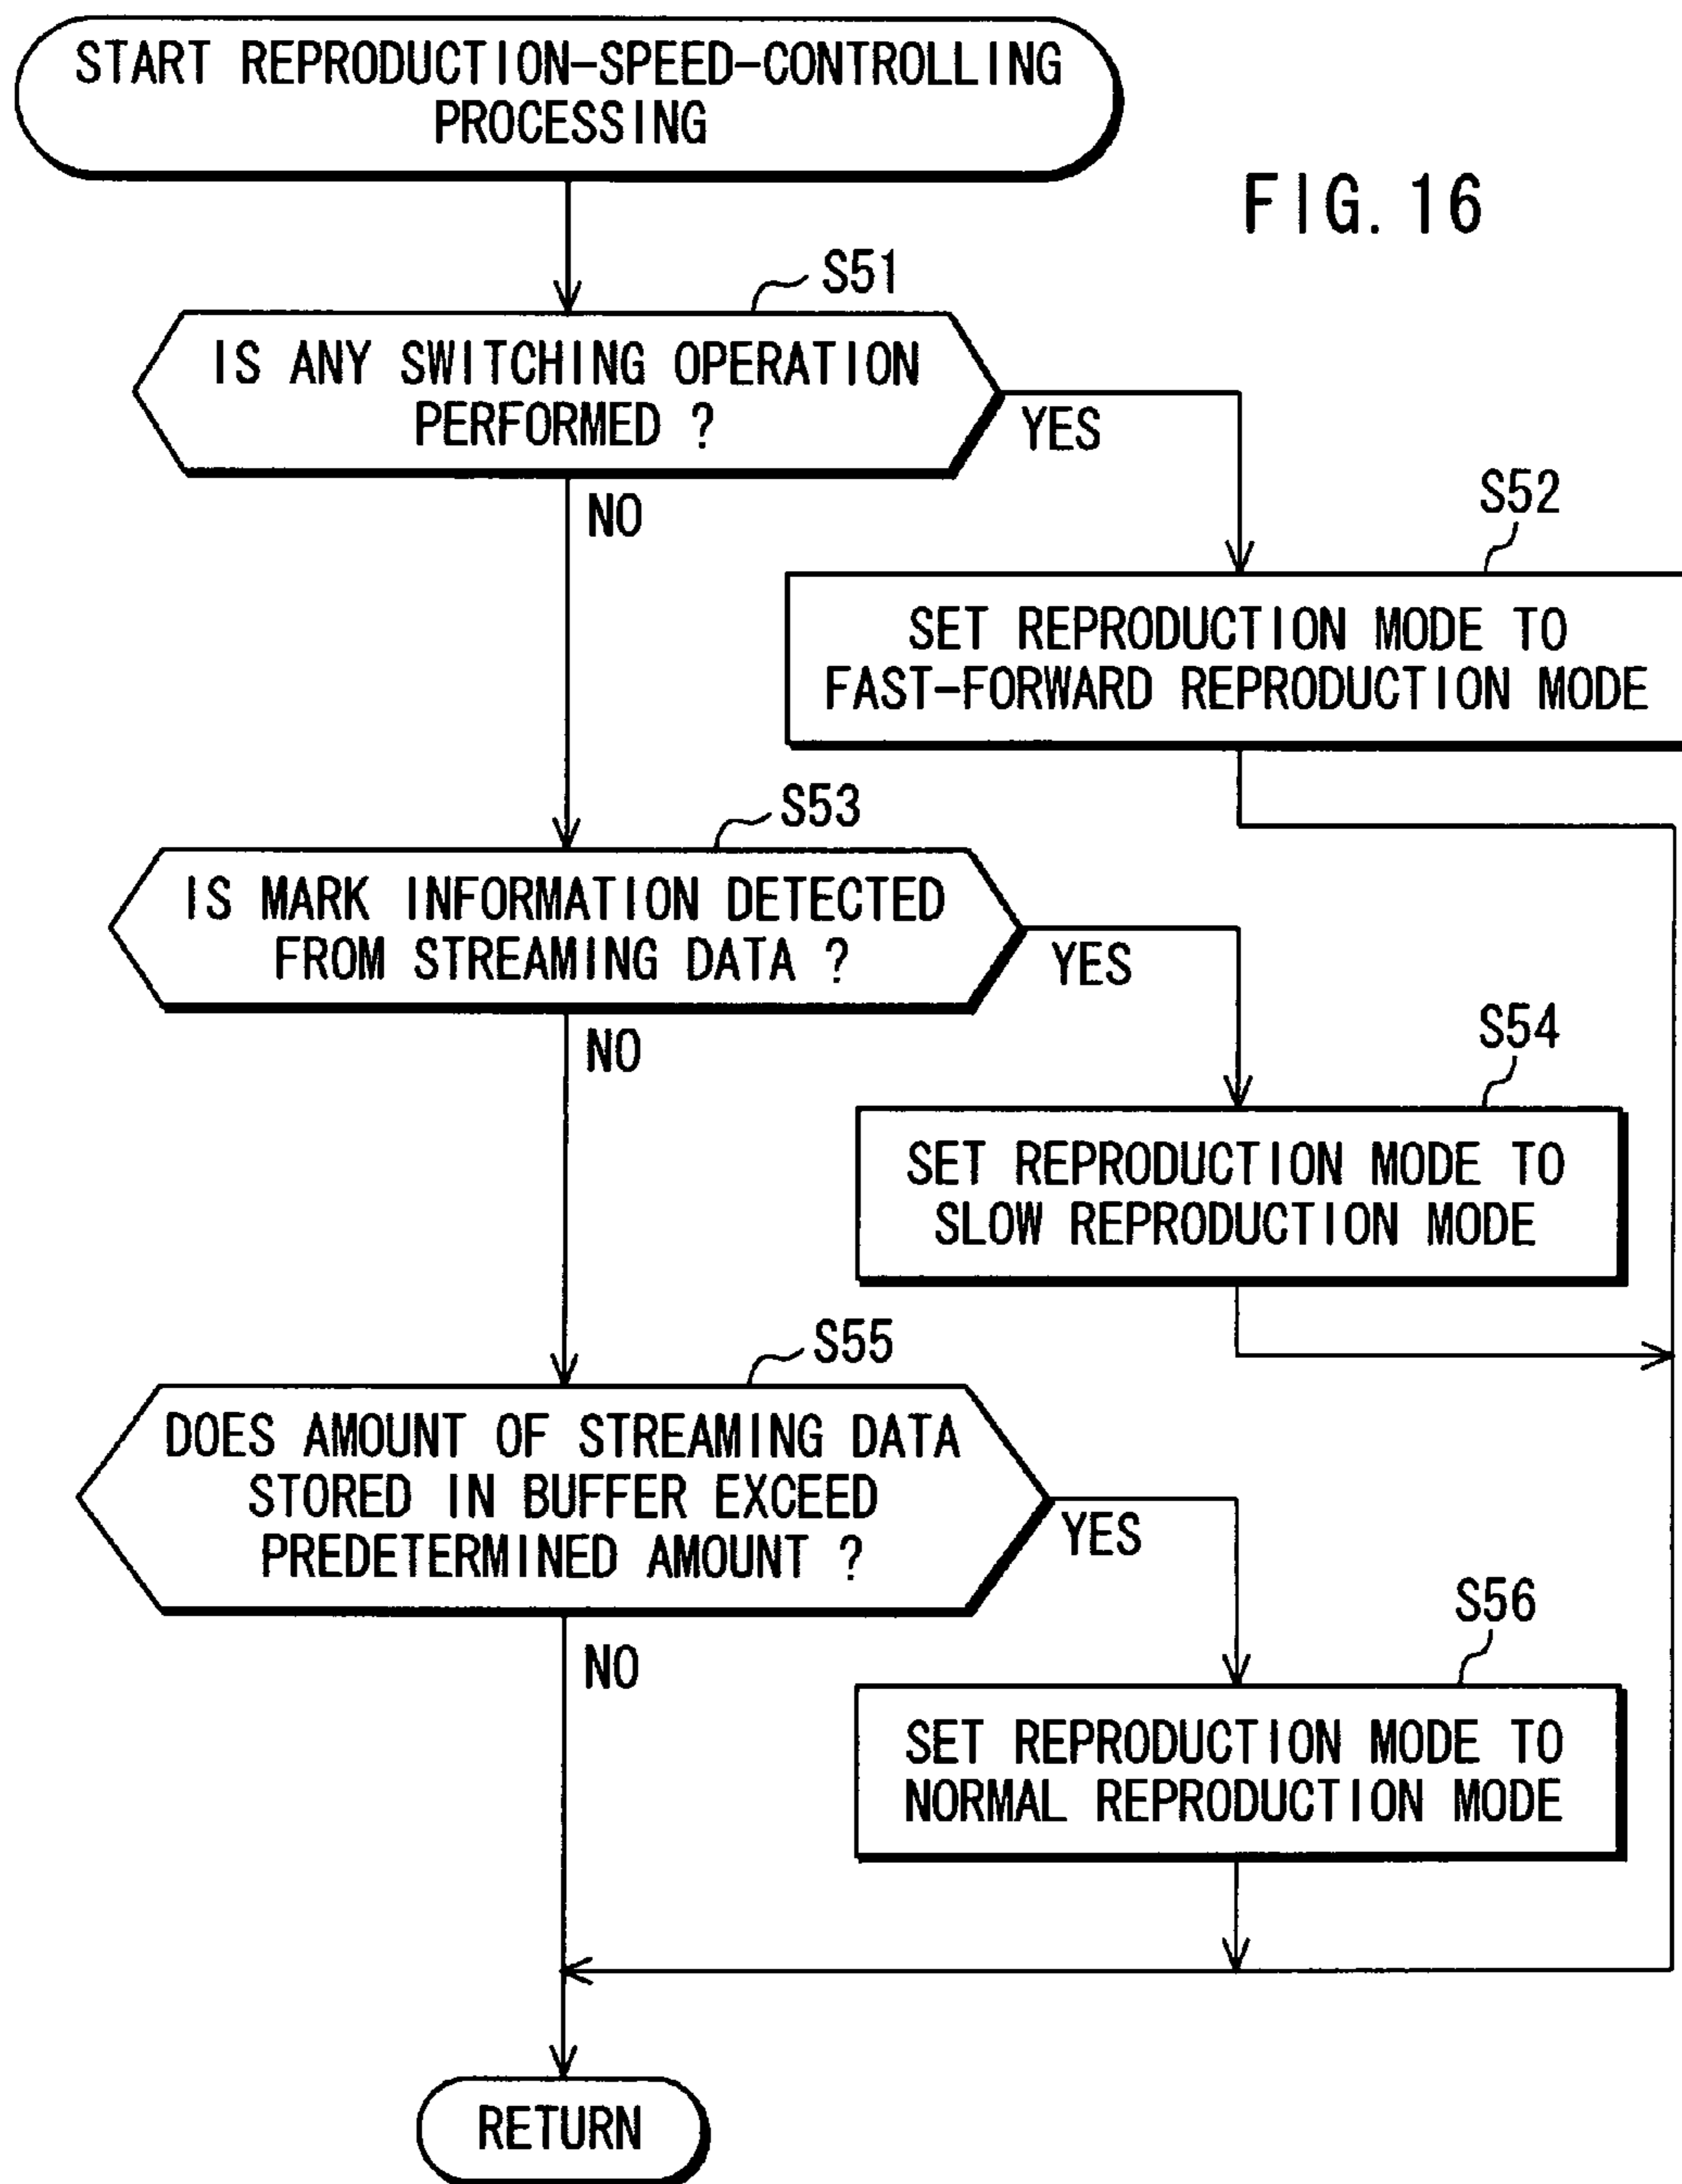 START REPRODUCTION-SPEED-CONTROLLING
PROCESSING
FIG. 16
S51
IS ANY SWITCHING OPERATION
PERFORMED ?
YES
NO
S52
SET REPRODUCTION MODE TO
FAST-FORWARD REPRODUCTION MODE
S53
IS MARK INFORMATION DETECTED
FROM STREAMING DATA ?
YES
NO
S54
SET REPRODUCTION MODE TO
SLOW REPRODUCTION MODE
S55
DOES AMOUNT OF STREAMING DATA
STORED IN BUFFER EXCEED
PREDETERMINED AMOUNT ?
YES
NO
S56
SET REPRODUCTION MODE TO
NORMAL REPRODUCTION MODE
RETURN